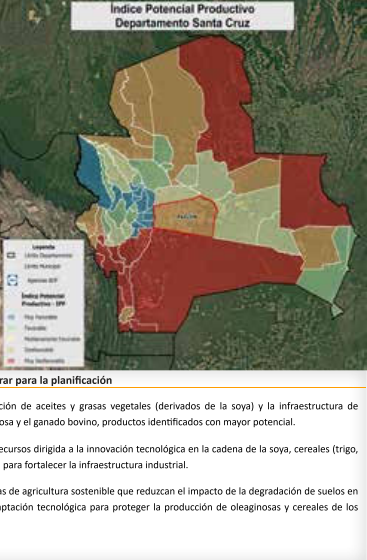 Índice Potencial Productivo
Departamento Santa Cruz
PAILÓN
Leyenda
Límite Departamental
Límite Municipal
Índice Potencial
Productivo - IPP
Muy Favorable
Favorable
Medianamente Favorable
Desfavorable
Muy Desfavorable
rar para la planificación
ción de aceites y grasas vegetales (derivados de la soya) y la infraestructura de
osa y el ganado bovino, productos identificados con mayor potencial.
recursos dirigida a la innovación tecnológica en la cadena de la soya, cereales (trigo,
para fortalecer la infraestructura industrial.
as de agricultura sostenible que reduzcan el impacto de la degradación de suelos en
aptación tecnológica para proteger la producción de oleaginosas y cereales de los